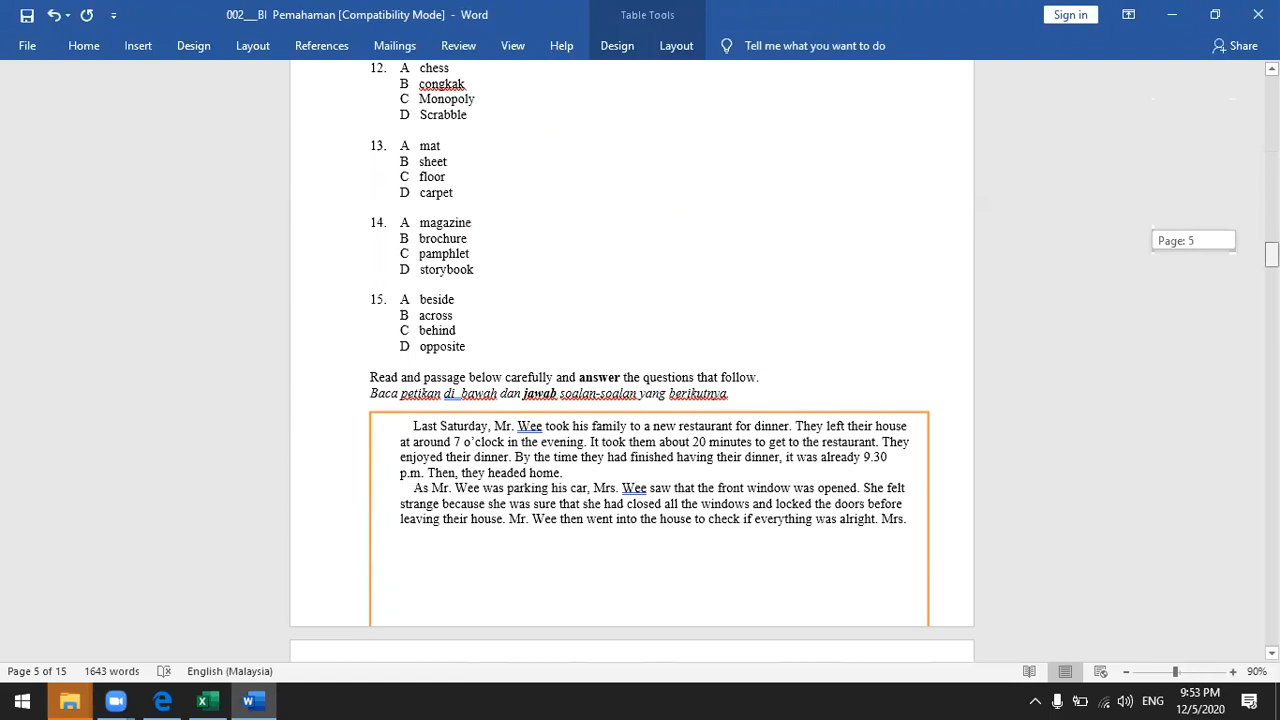 002__BI Pemahaman [Compatibility Mode] - Word
Table Tools
Sign in
File Home Insert Design Layout References Mailings Review View Help Design Layout Tell me what you want to do Share
12. A chess
B congkak
C Monopoly
D Scrabble
13. A mat
B sheet
C floor
D carpet
14. A magazine
B brochure
C pamphlet
D storybook
15. A beside
B across
C behind
D opposite
Page: 5
Read and passage below carefully and answer the questions that follow.
Baca petikan di bawah dan jawab soalan-soalan yang berikutnya.
Last Saturday, Mr. Wee took his family to a new restaurant for dinner. They left their house
at around 7 o’clock in the evening. It took them about 20 minutes to get to the restaurant. They
enjoyed their dinner. By the time they had finished having their dinner, it was already 9.30
p.m. Then, they headed home.
As Mr. Wee was parking his car, Mrs. Wee saw that the front window was opened. She felt
strange because she was sure that she had closed all the windows and locked the doors before
leaving their house. Mr. Wee then went into the house to check if everything was alright. Mrs.
Page 5 of 15 1643 words English (Malaysia) 90%
ENG
9:53 PM
12/5/2020